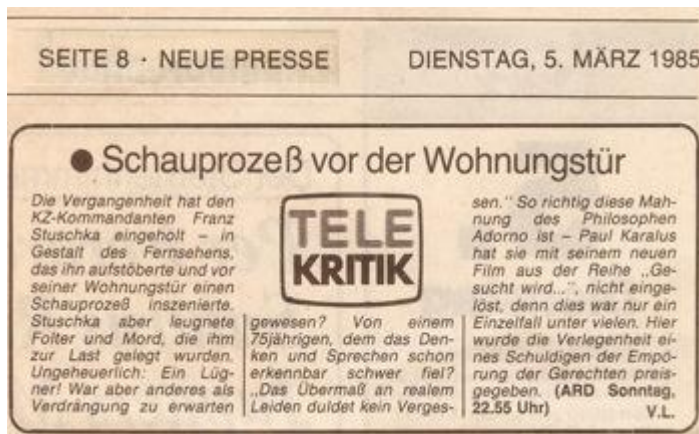 SEITE 8 · NEUE PRESSE
DIENSTAG, 5. MÄRZ 1985
● Schauprozeß vor der Wohnungstür
Die Vergangenheit hat den
KZ-Kommandanten Franz
Stuschka eingeholt – in
Gestalt des Fernsehens,
das ihn aufstöberte und vor
seiner Wohnungstür einen
Schauprozeß inszenierte.
Stuschka aber leugnete
Folter und Mord, die ihm
zur Last gelegt wurden.
Ungeheuerlich: Ein Lüg-
ner! War aber anderes als
Verdrängung zu erwarten
TELE
KRITIK
gewesen? Von einem
75jährigen, dem das Den-
ken und Sprechen schon
erkennbar schwer fiel?
„Das Übermaß an realem
Leiden duldet kein Verges-
sen." So richtig diese Mah-
nung des Philosophen
Adorno ist – Paul Karalus
hat sie mit seinem neuen
Film aus der Reihe „Ge-
sucht wird...", nicht einge-
löst, denn dies war nur ein
Einzelfall unter vielen. Hier
wurde die Verlegenheit ei-
nes Schuldigen der Empö-
rung der Gerechten preis-
gegeben. (ARD Sonntag,
22.55 Uhr)
V.L.